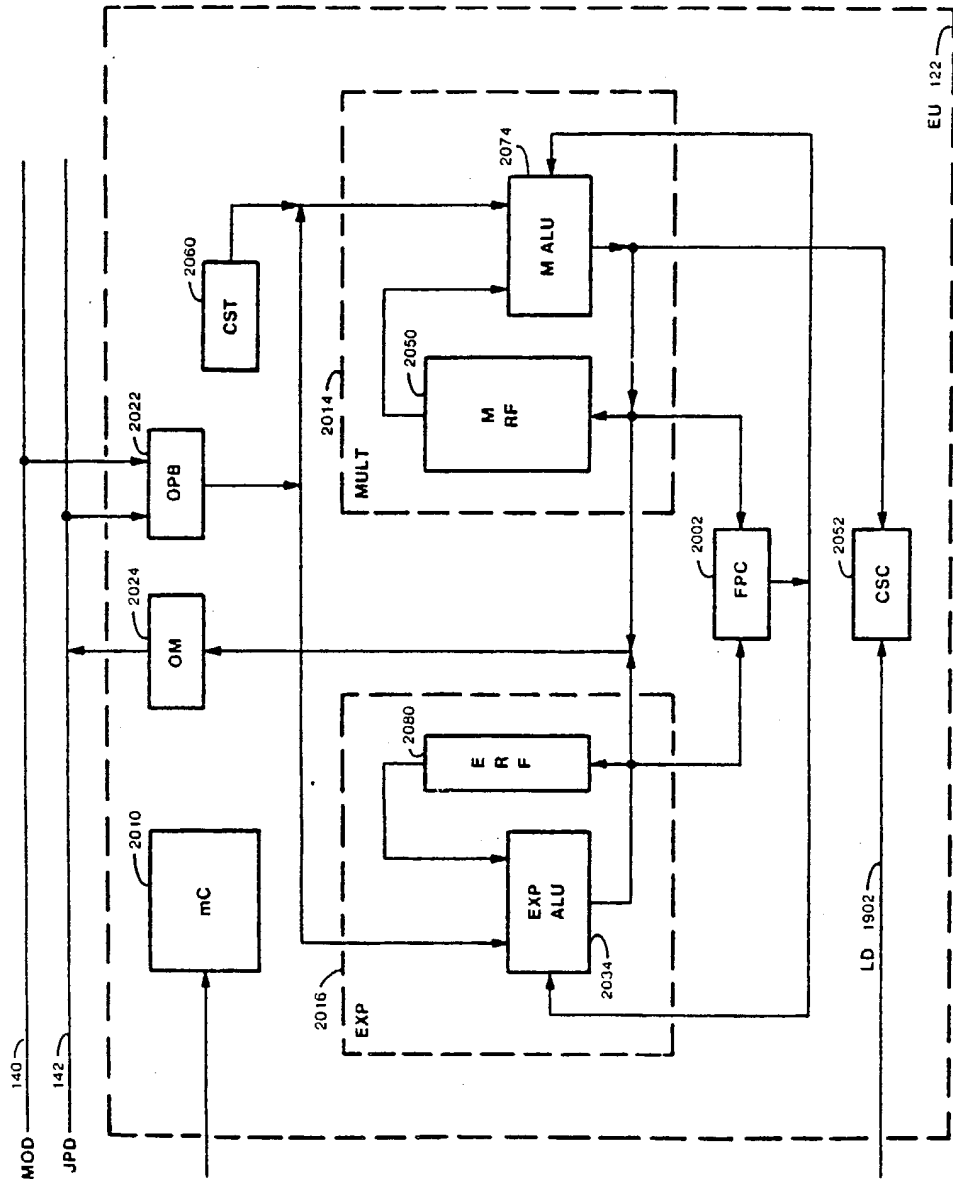 MOD
140
JPD
142
EU 122
2010
mC
2024
OM
2022
OPB
2060
CST
2016
EXP
2080
E
R
F
EXP
ALU
2034
2014
MULT
2050
M
RF
2074
M ALU
2002
FPC
2052
CSC
LD 1902